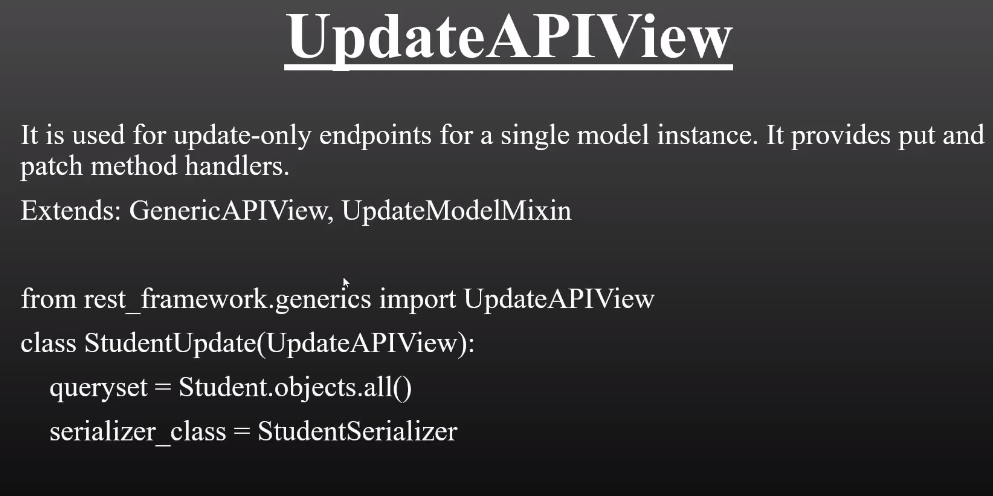 UpdateAPIView
It is used for update-only endpoints for a single model instance. It provides put and
patch method handlers.
Extends: GenericAPIView, UpdateModelMixin
from rest_framework.generics import UpdateAPIView
class StudentUpdate(UpdateAPIView):
queryset = Student.objects.all()
serializer_class = StudentSerializer